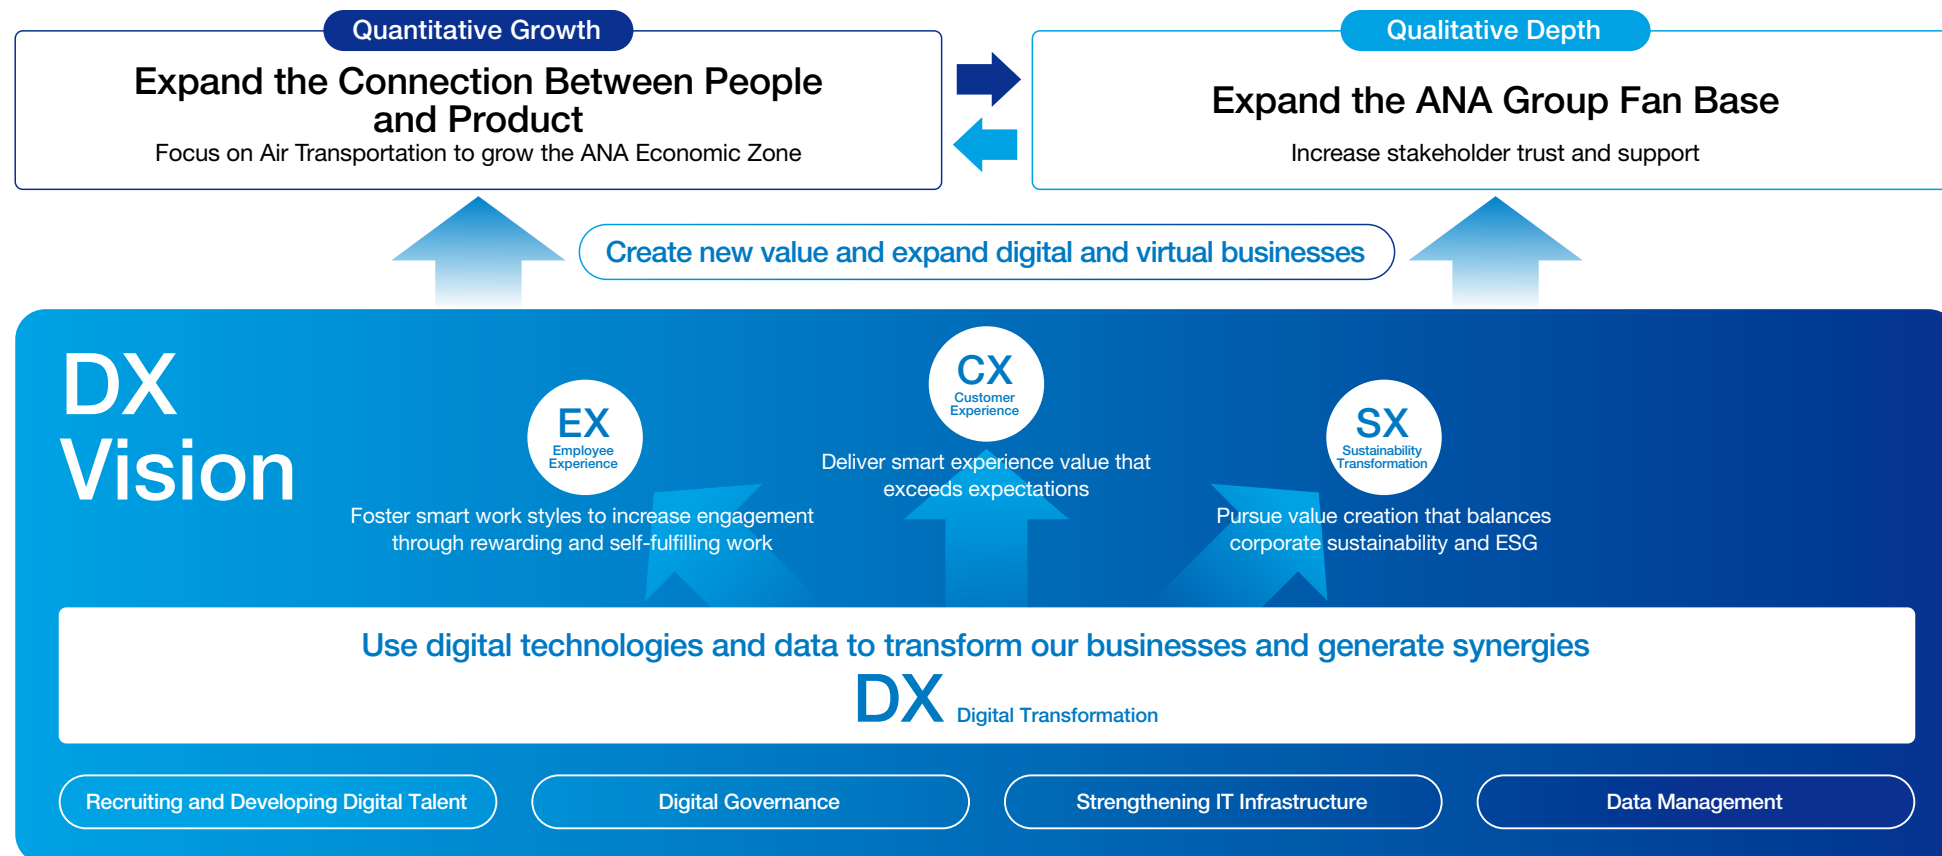 Quantitative Growth
Expand the Connection Between People
and Product
Focus on Air Transportation to grow the ANA Economic Zone
Qualitative Depth
Expand the ANA Group Fan Base
Increase stakeholder trust and support
Create new value and expand digital and virtual businesses
DX
Vision
EX
Employee
Experience
Foster smart work styles to increase engagement
through rewarding and self-fulfilling work
CX
Customer
Experience
Deliver smart experience value that
exceeds expectations
SX
Sustainability
Transformation
Pursue value creation that balances
corporate sustainability and ESG
Use digital technologies and data to transform our businesses and generate synergies
DX Digital Transformation
Recruiting and Developing Digital Talent
Digital Governance
Strengthening IT Infrastructure
Data Management